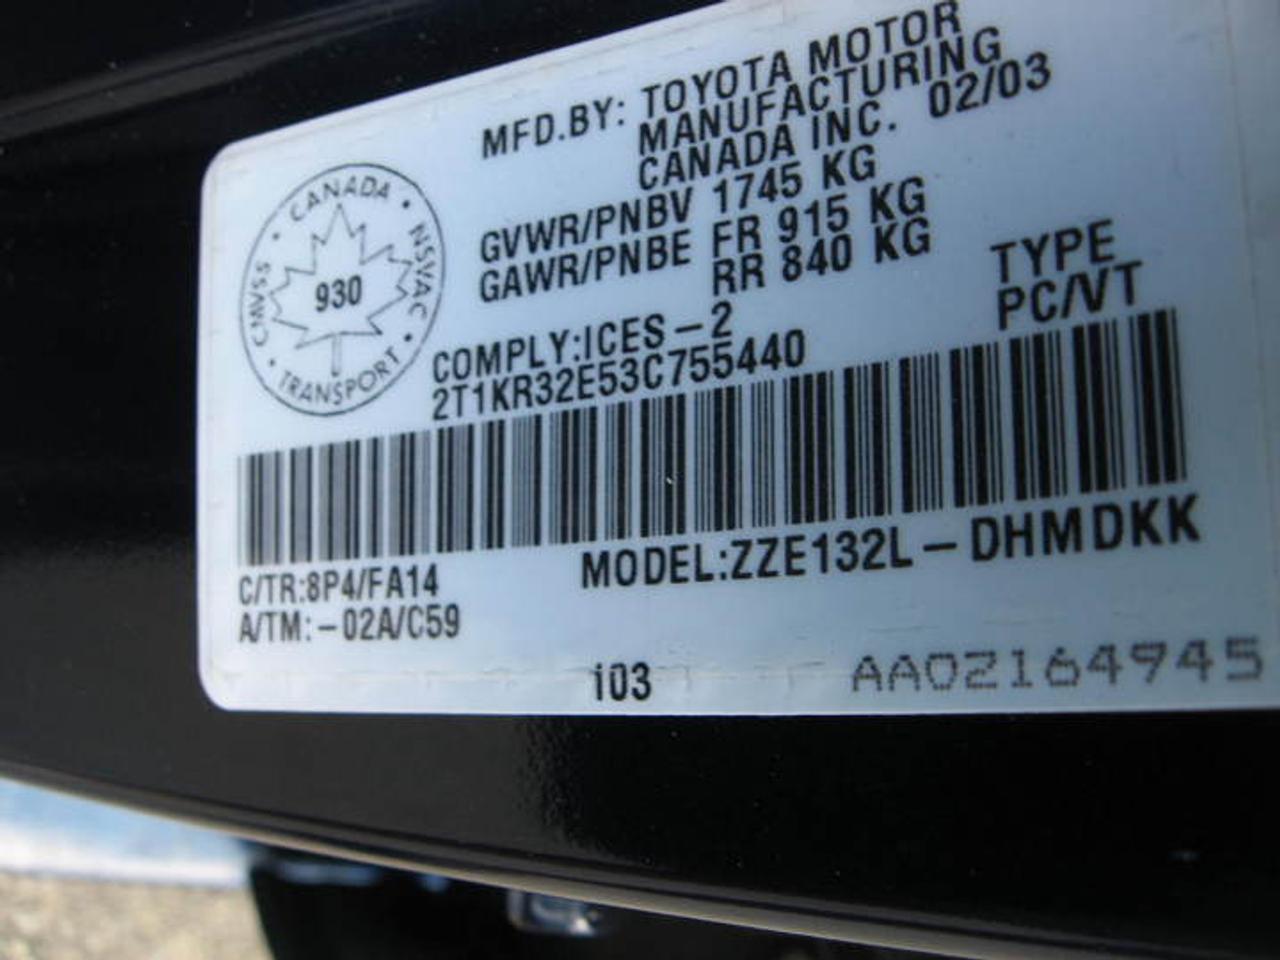 MFD.BY: TOYOTA MOTOR
MANUFACTURING
CANADA INC. 02/03
GVWR/PNBV 1745 KG
GAWR/PNBE FR 915 KG
RR 840 KG
CANADA • NSVAC • TRANSPORT • CMVSS •
930
TYPE
PC/VT
COMPLY:ICES-2
2T1KR32E53C755440
MODEL:ZZE132L-DHMDKK
C/TR:8P4/FA14
A/TM:-02A/C59
i03
AA02164945